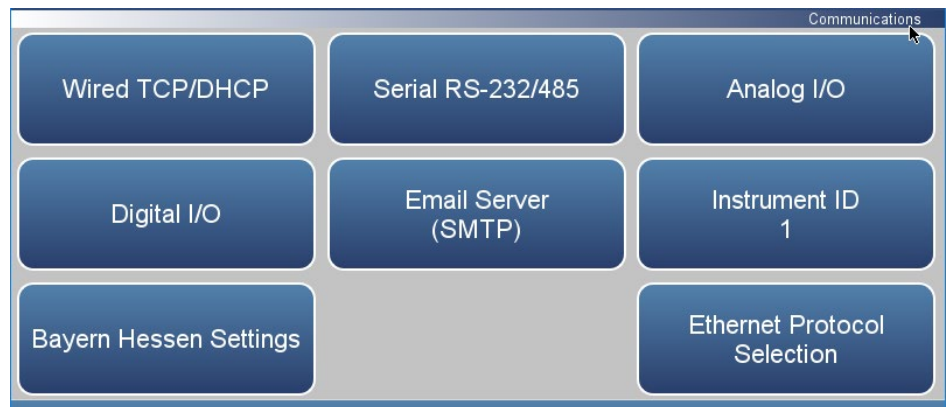 Communications
Wired TCP/DHCP
Serial RS-232/485
Analog I/O
Digital I/O
Email Server
(SMTP)
Instrument ID
1
Bayern Hessen Settings
Ethernet Protocol
Selection